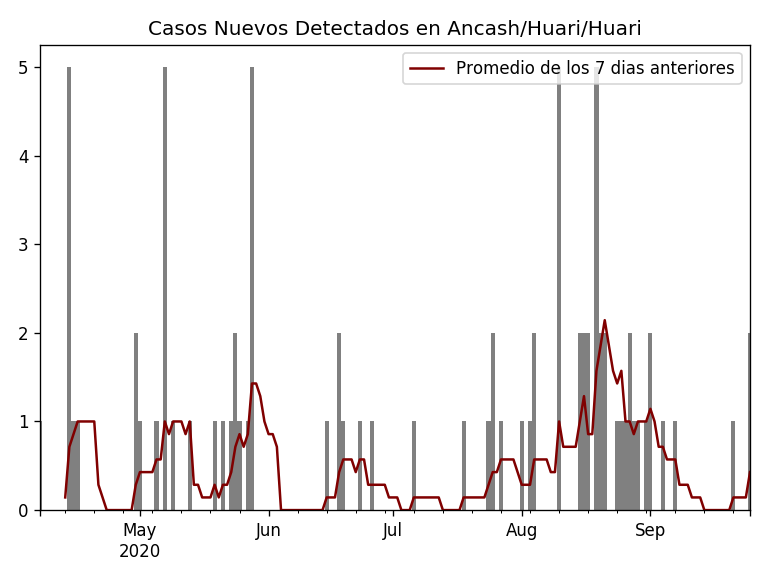 Casos Nuevos Detectados en Ancash/Huari/Huari
Promedio de los 7 dias anteriores
5
4
3
2
1
0
May
2020
Jun
Jul
Aug
Sep